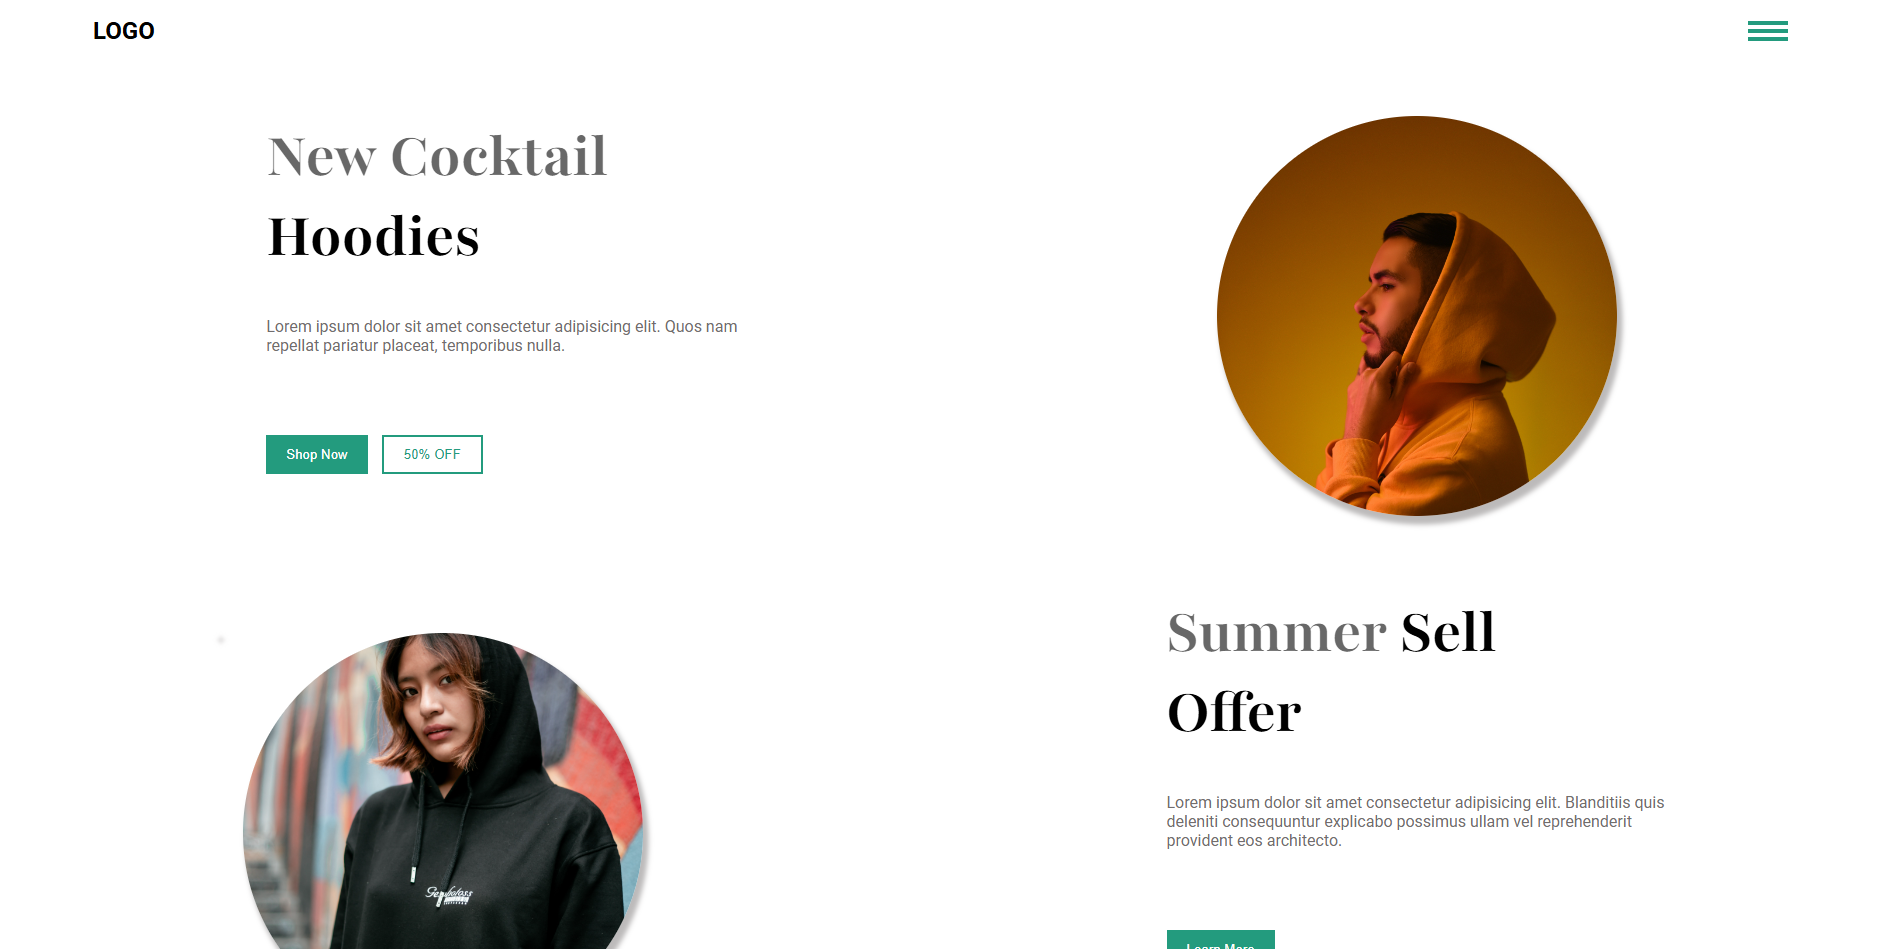 LOGO
New Cocktail
Hoodies
Lorem ipsum dolor sit amet consectetur adipisicing elit. Quos nam
repellat pariatur placeat, temporibus nulla.
Shop Now
50% OFF
Summer Sell
Offer
Lorem ipsum dolor sit amet consectetur adipisicing elit. Blanditiis quis
deleniti consequuntur explicabo possimus ullam vel reprehenderit
provident eos architecto.
Learn More